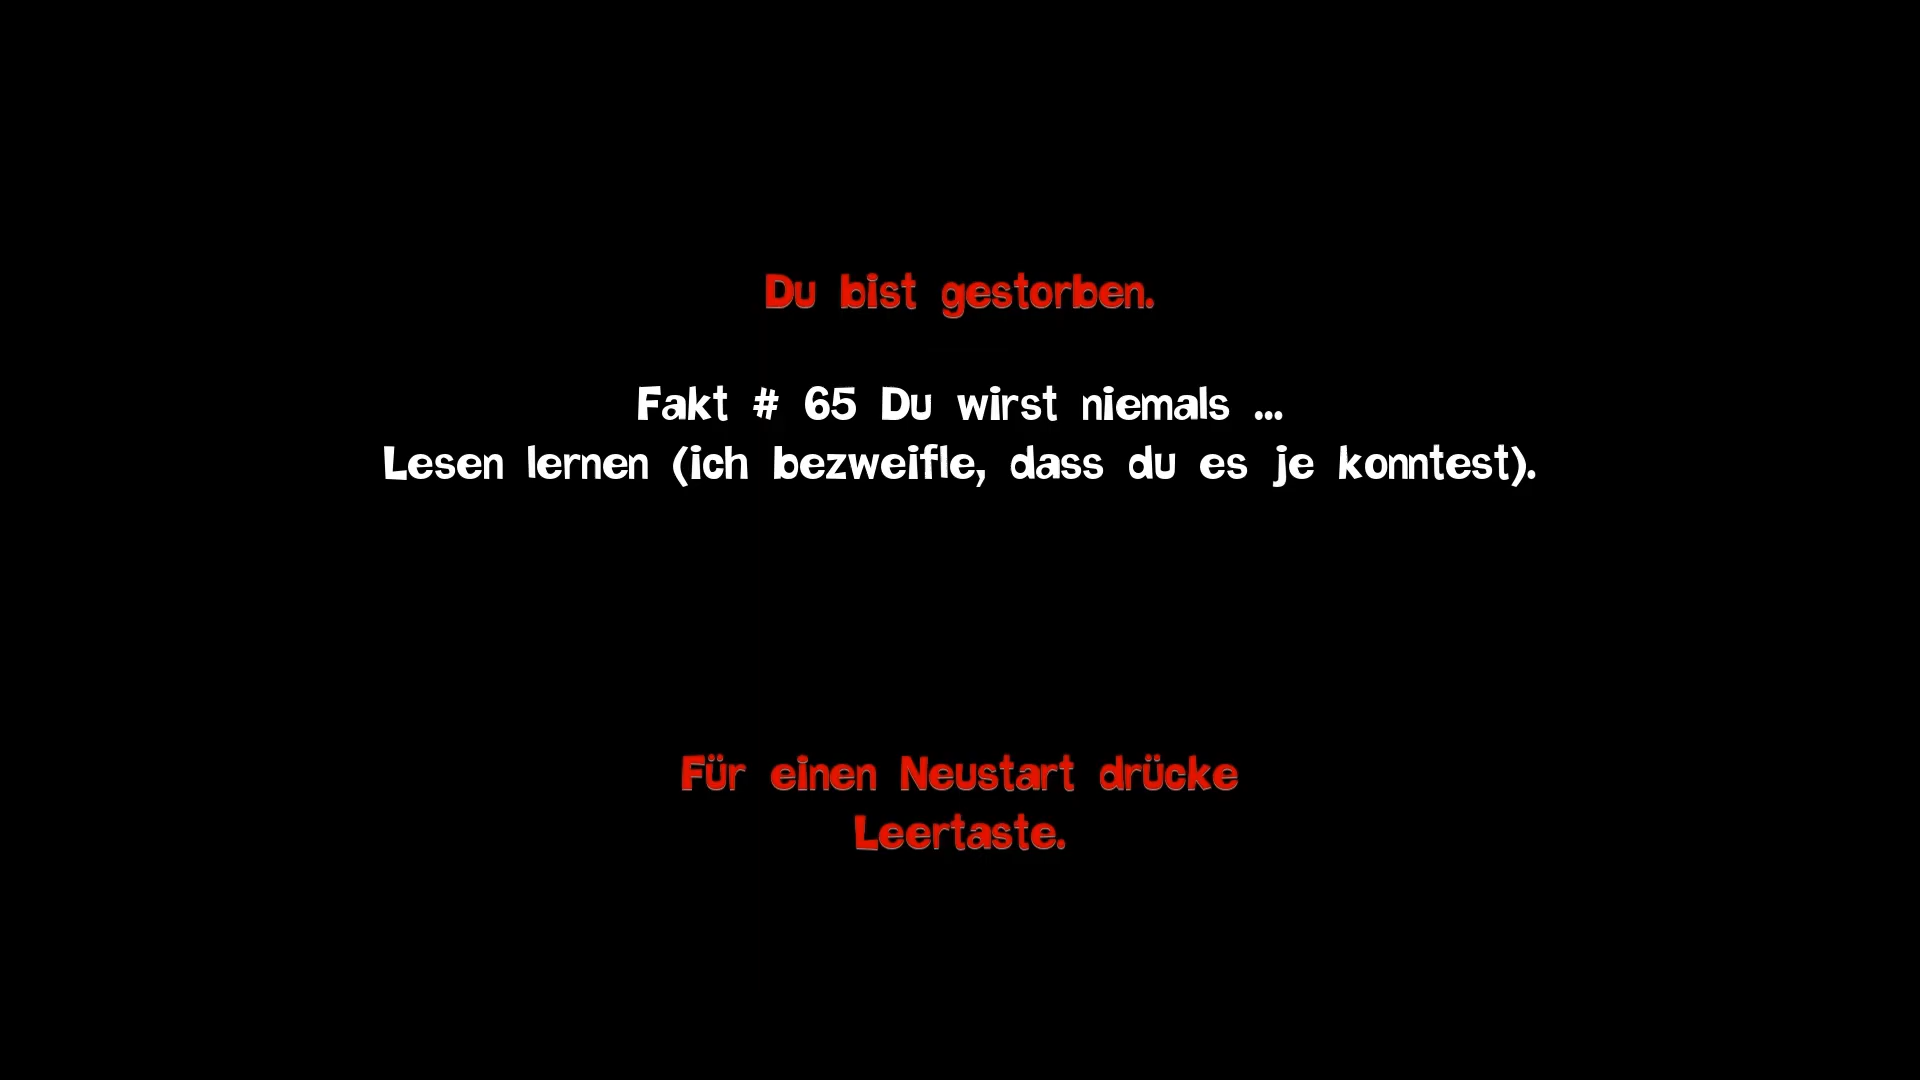 Du bist gestorben.
Fakt # 65 Du wirst niemals ...
Lesen lernen (ich bezweifle, dass du es je konntest).
Für einen Neustart drücke
Leertaste.